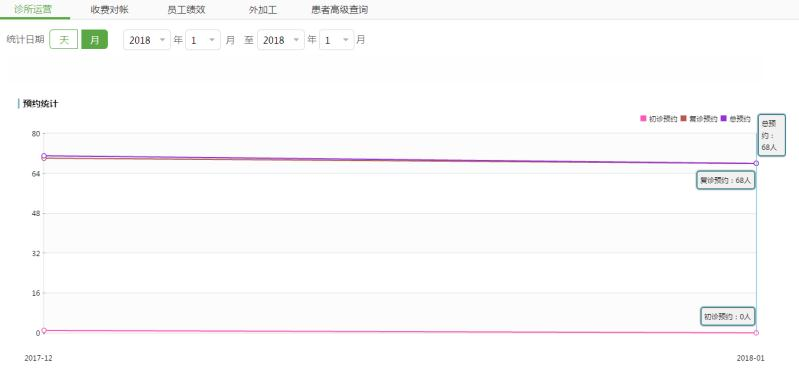 诊所运营 收费对帐 员工绩效 外加工 患者高级查询
统计日期 天 月 2018 年 1 月 至 2018 年 1 月
预约统计
初诊预约 复诊预约 总预约
总预
约：
68人
80
64
复诊预约：68人
48
32
16
初诊预约：0人
0
2017-12 2018-01